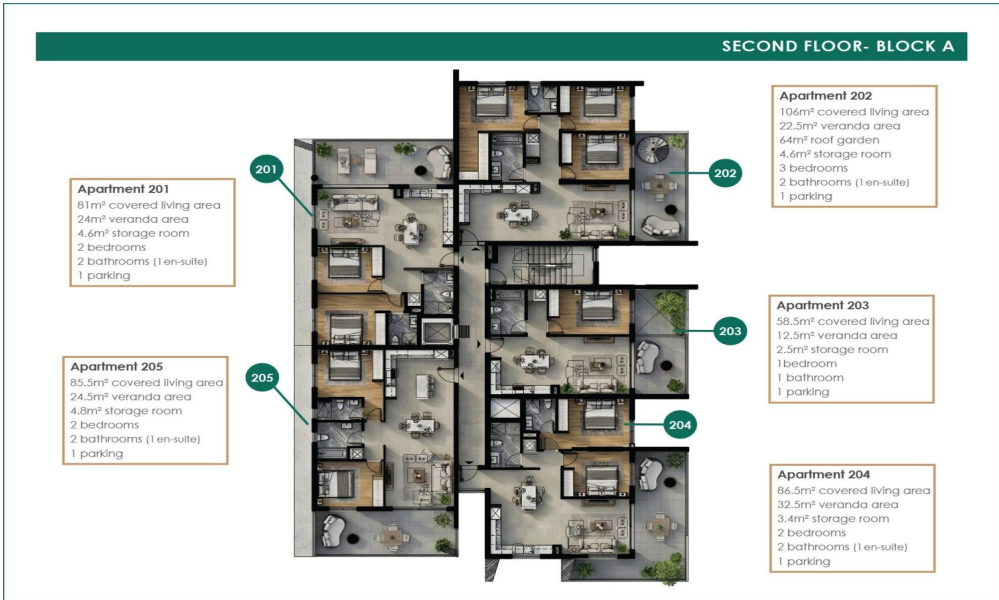 SECOND FLOOR- BLOCK A
Apartment 201
81m² covered living area
24m² veranda area
4.6m² storage room
2 bedrooms
2 bathrooms (1 en-suite)
1 parking
Apartment 205
85.5m² covered living area
24.5m² veranda area
4.8m² storage room
2 bedrooms
2 bathrooms (1 en-suite)
1 parking
201
205
202
203
204
Apartment 202
106m² covered living area
22.5m² veranda area
64m² roof garden
4.6m² storage room
3 bedrooms
2 bathrooms (1 en-suite)
1 parking
Apartment 203
58.5m² covered living area
12.5m² veranda area
2.5m² storage room
1bedroom
1 bathroom
1 parking
Apartment 204
86.5m² covered living area
32.5m² veranda area
3.4m² storage room
2 bedrooms
2 bathrooms (1 en-suite)
1 parking